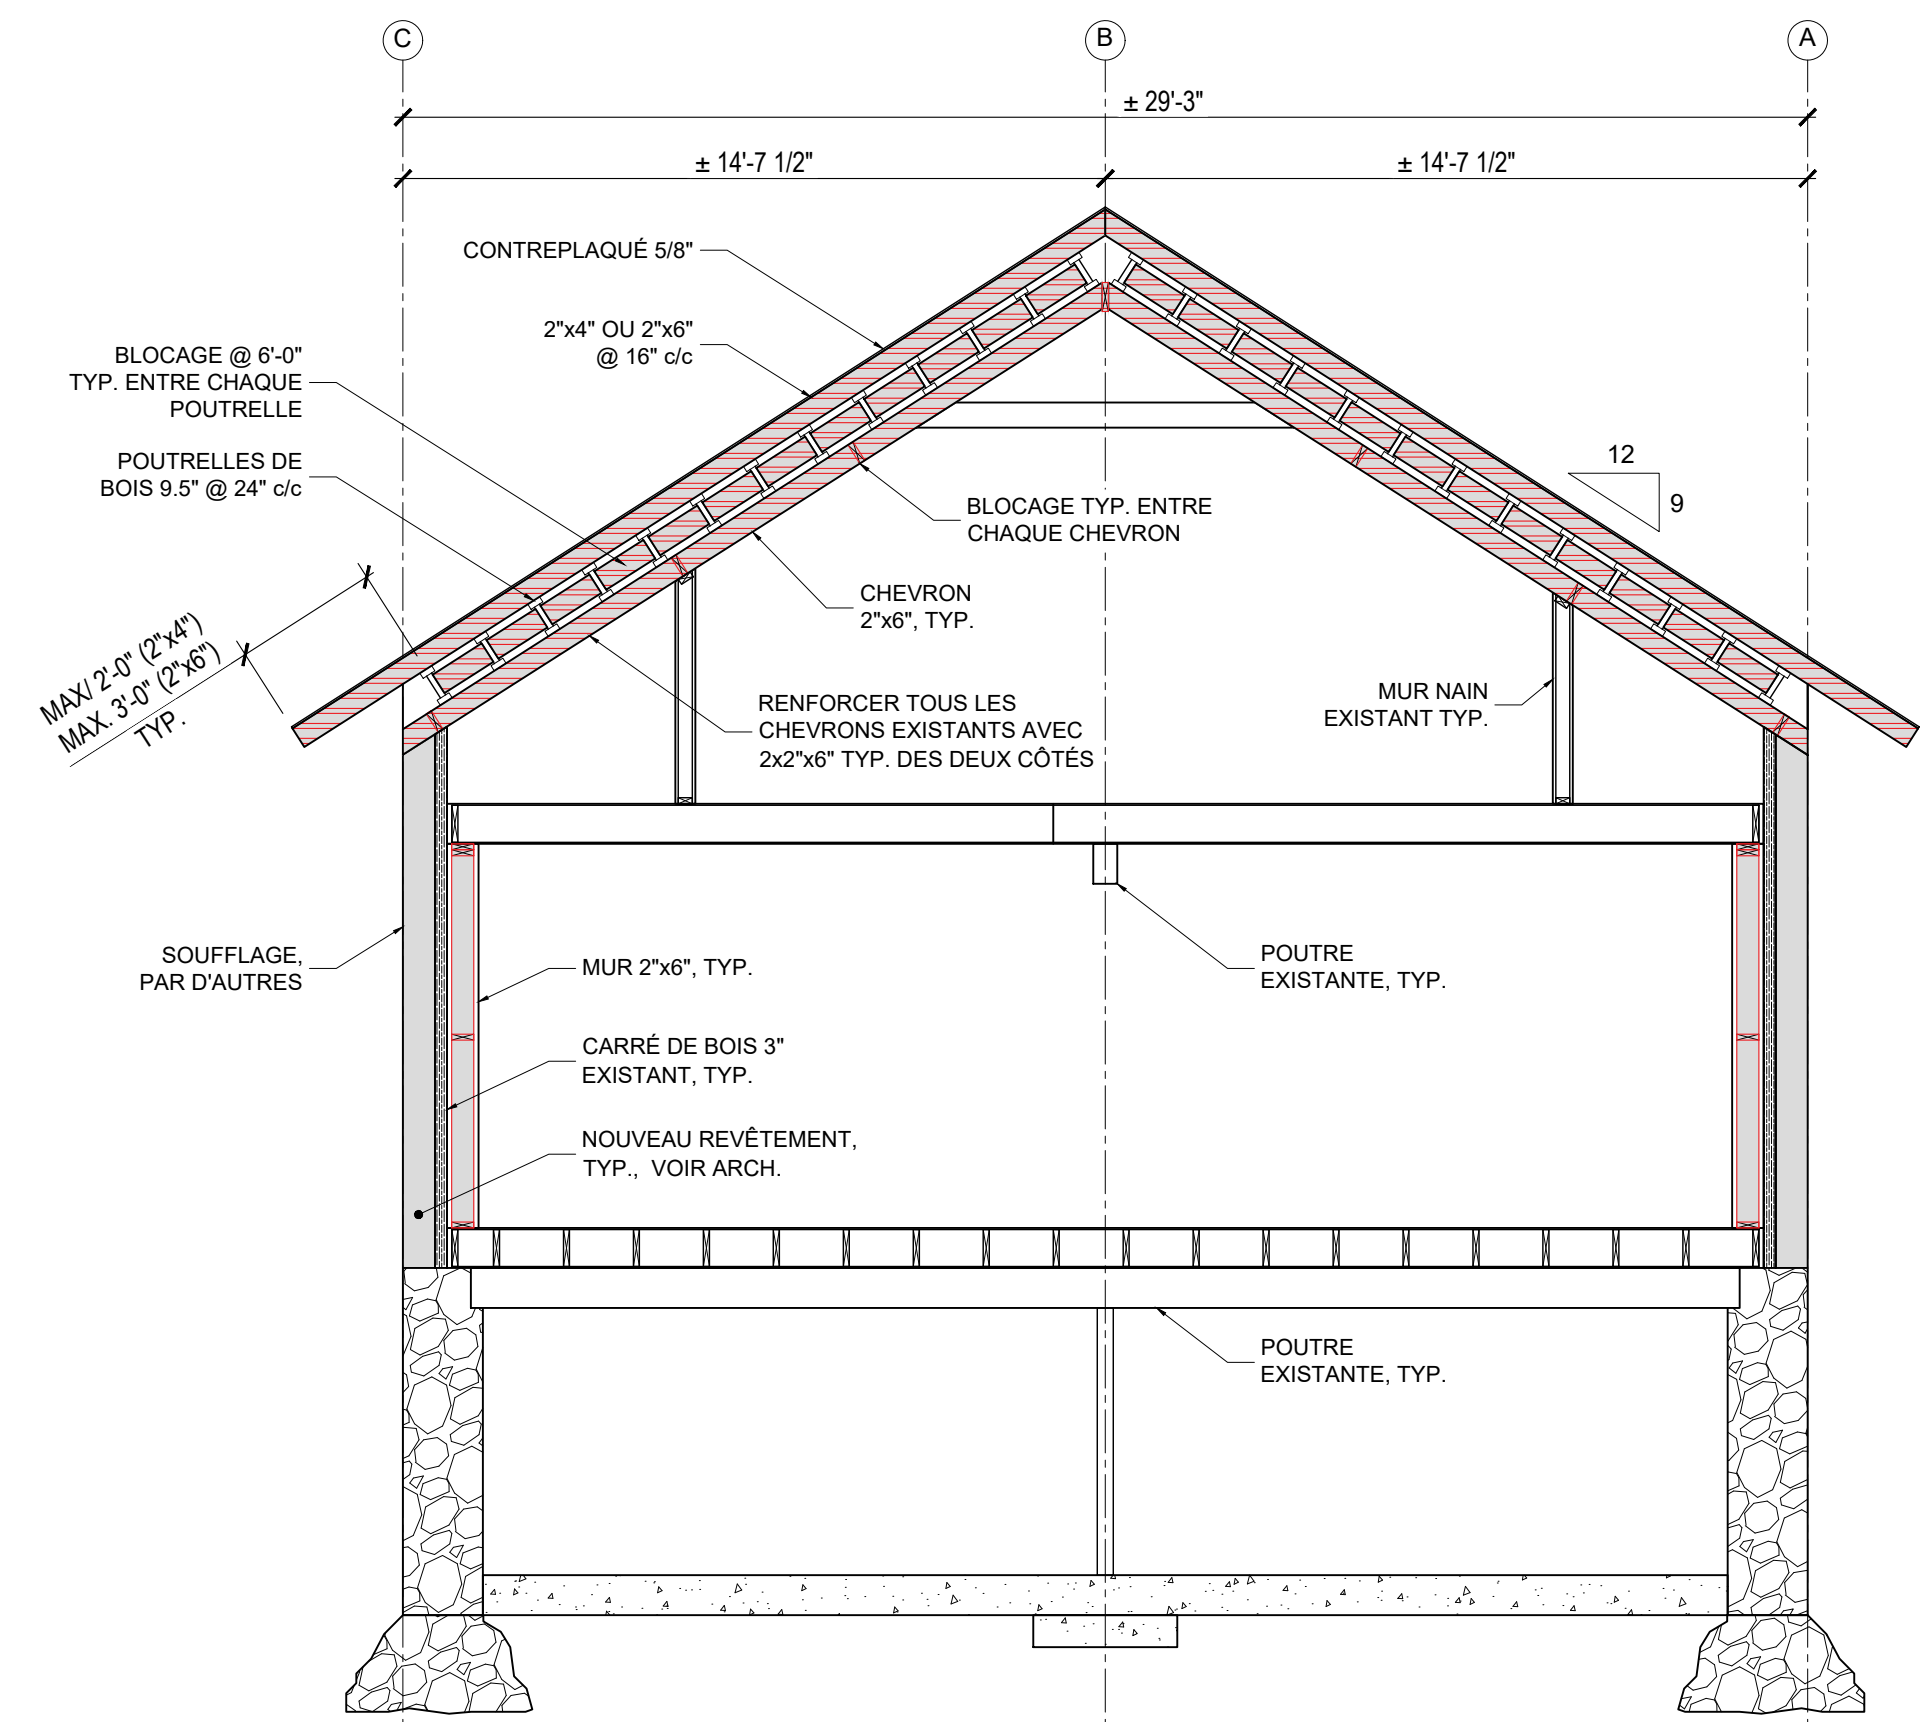 C
B
A
± 29'-3"
± 14'-7 1/2"
± 14'-7 1/2"
CONTREPLAQUÉ 5/8"
2"x4" OU 2"x6"
@ 16" c/c
BLOCAGE @ 6'-0"
TYP. ENTRE CHAQUE
POUTRELLE
POUTRELLES DE
BOIS 9.5" @ 24" c/c
12
9
BLOCAGE TYP. ENTRE
CHAQUE CHEVRON
CHEVRON
2"x6", TYP.
MAX/ 2'-0" (2"x4")
MAX. 3'-0" (2"x6")
TYP.
RENFORCER TOUS LES
CHEVRONS EXISTANTS AVEC
2x2"x6" TYP. DES DEUX CÔTÉS
MUR NAIN
EXISTANT TYP.
SOUFFLAGE,
PAR D'AUTRES
MUR 2"x6", TYP.
POUTRE
EXISTANTE, TYP.
CARRÉ DE BOIS 3"
EXISTANT, TYP.
NOUVEAU REVÊTEMENT,
TYP., VOIR ARCH.
POUTRE
EXISTANTE, TYP.